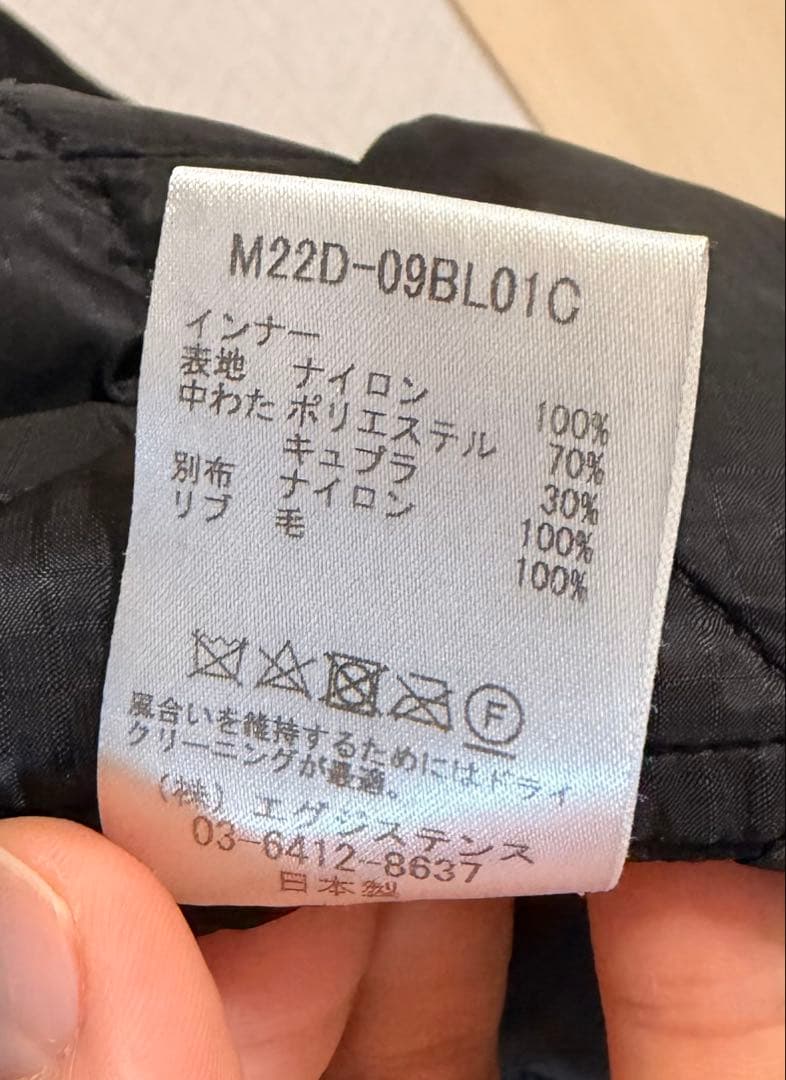 M22D-09BL01C
インナー
表地 ナイロン 100%
中わた ポリエステル 70%
キュプラ 30%
別布 ナイロン 100%
リブ 毛 100%
F
風合いを維持するためにはドライ
クリーニングが最適。
(株) エグジステンス
03-6412-8637
日本製